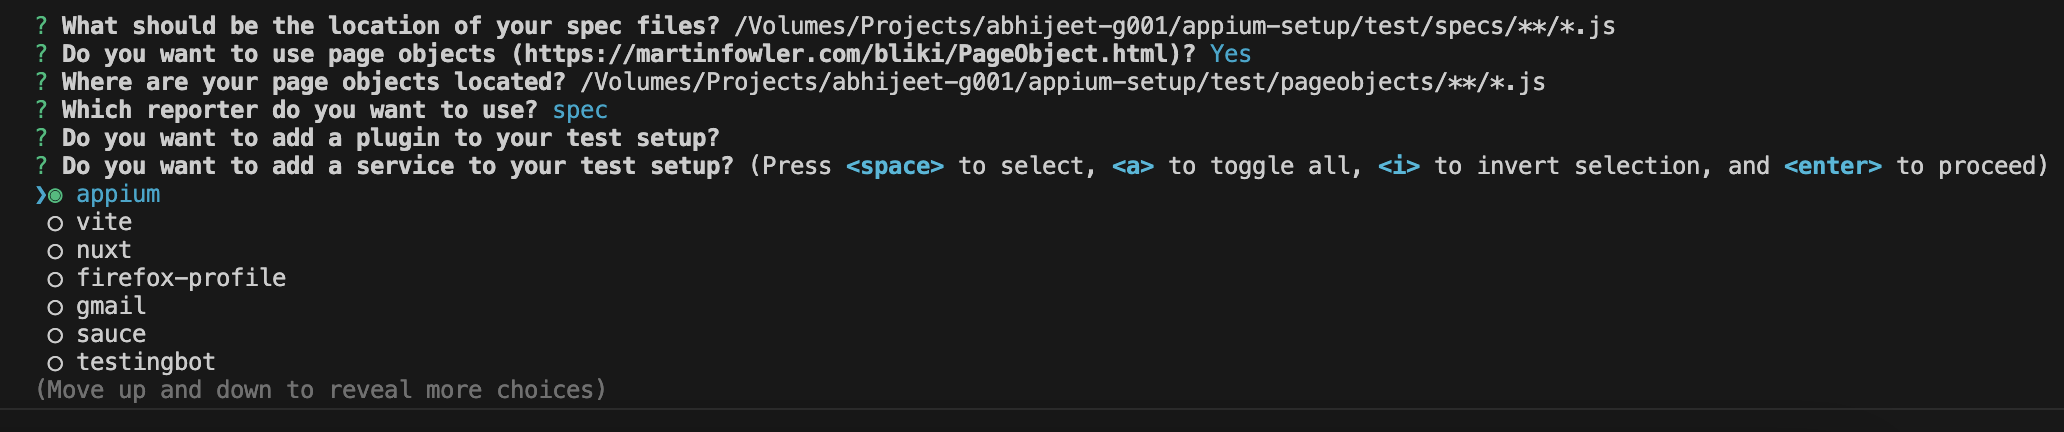 ? What should be the location of your spec files? /Volumes/Projects/abhijeet-g001/appium-setup/test/specs/**/*.js
? Do you want to use page objects (https://martinfowler.com/bliki/PageObject.html)? Yes
? Where are your page objects located? /Volumes/Projects/abhijeet-g001/appium-setup/test/pageobjects/**/*.js
? Which reporter do you want to use? spec
? Do you want to add a plugin to your test setup?
? Do you want to add a service to your test setup? (Press <space> to select, <a> to toggle all, <i> to invert selection, and <enter> to proceed)
❯◉ appium
◯ vite
◯ nuxt
◯ firefox-profile
◯ gmail
◯ sauce
◯ testingbot
(Move up and down to reveal more choices)